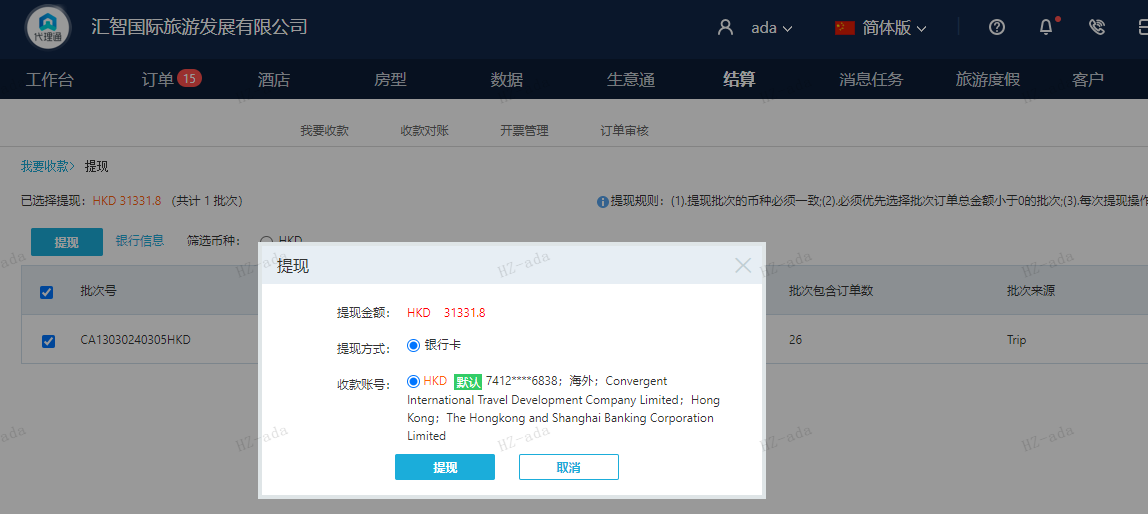 代理通
汇智国际旅游发展有限公司
ada
简体版
工作台
订单 15
酒店
房型
数据
生意通
结算
消息任务
旅游度假
客户
我要收款
收款对账
开票管理
订单审核
我要收款> 提现
已选择提现：HKD 31331.8 (共计 1 批次)
提现规则：(1).提现批次的币种必须一致;(2).必须优先选择批次订单总金额小于0的批次;(3).每次提现操作
提现
银行信息
筛选币种：
HKD
批次号
批次包含订单数
批次来源
CA13030240305HKD
26
Trip
提现
提现金额： HKD 31331.8
提现方式： 银行卡
收款账号： HKD 默认 7412****6838；海外；Convergent
International Travel Development Company Limited；Hong
Kong；The Hongkong and Shanghai Banking Corporation
Limited
提现
取消
HZ-ada
HZ-ada
HZ-ada
HZ-ada
HZ-ada
HZ-ada